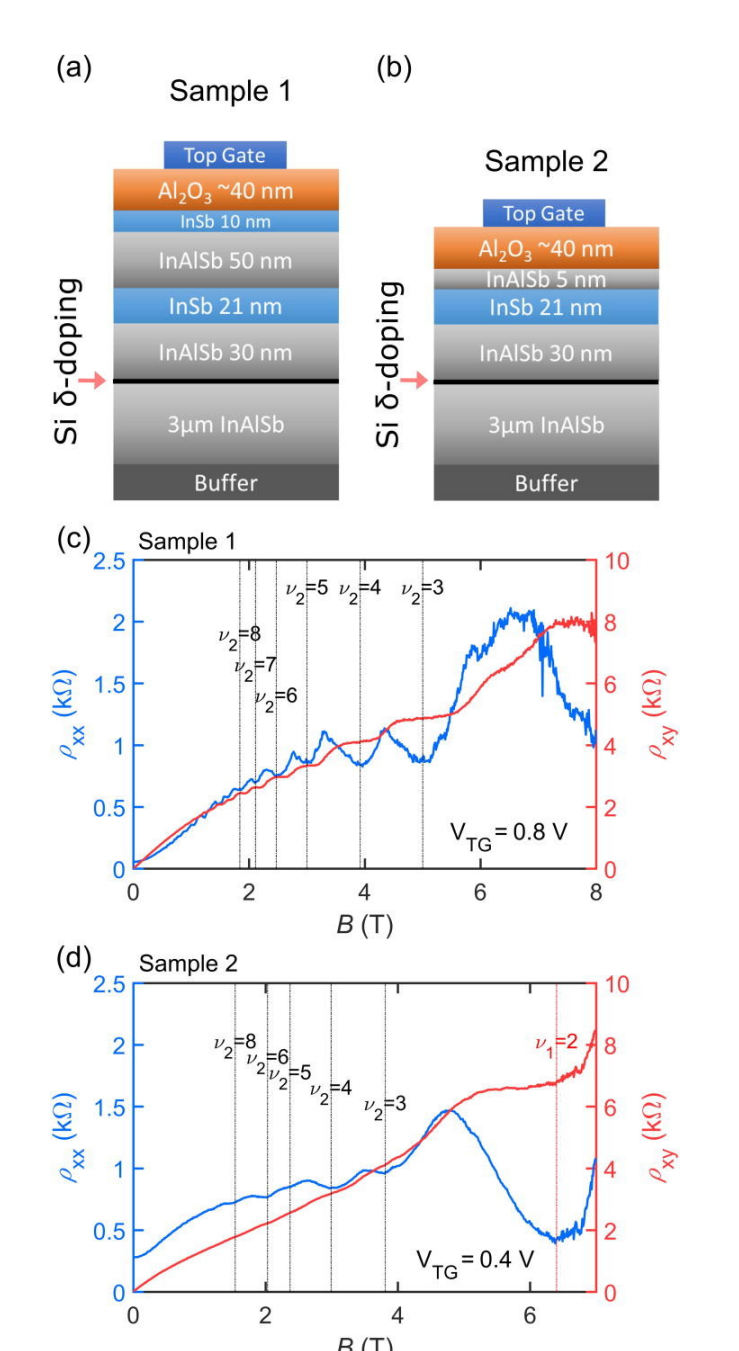 (a)
Sample 1
Top Gate
Al₂O₃ ~40 nm
InSb 10 nm
InAlSb 50 nm
InSb 21 nm
InAlSb 30 nm
3μm InAlSb
Buffer
Si δ-doping
(b)
Sample 2
Top Gate
Al₂O₃ ~40 nm
InAlSb 5 nm
InSb 21 nm
InAlSb 30 nm
3μm InAlSb
Buffer
Si δ-doping
(c)
Sample 1
2.5
2
1.5
1
0.5
0
ρxx (kΩ)
ν₂=8
ν₂=7
ν₂=6
ν₂=5
ν₂=4
ν₂=3
V_TG = 0.8 V
10
8
6
4
2
0
ρxy (kΩ)
0 2 4 6 8
B (T)
(d)
Sample 2
2.5
2
1.5
1
0.5
0
ρxx (kΩ)
ν₂=8
ν₂=6
ν₂=5
ν₂=4
ν₂=3
ν₁=2
V_TG = 0.4 V
10
8
6
4
2
0
ρxy (kΩ)
0 2 4 6
B (T)